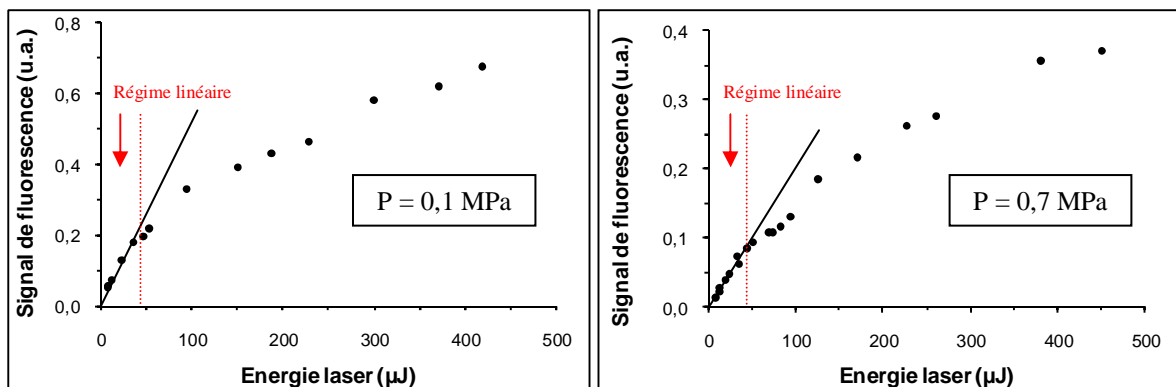 Signal de fluorescence (u.a.)
0,8
0,6
0,4
0,2
0,0
Régime linéaire
P = 0,1 MPa
0 100 200 300 400 500
Energie laser (µJ)
Signal de fluorescence (u.a.)
0,4
0,3
0,2
0,1
0,0
Régime linéaire
P = 0,7 MPa
0 100 200 300 400 500
Energie laser (µJ)